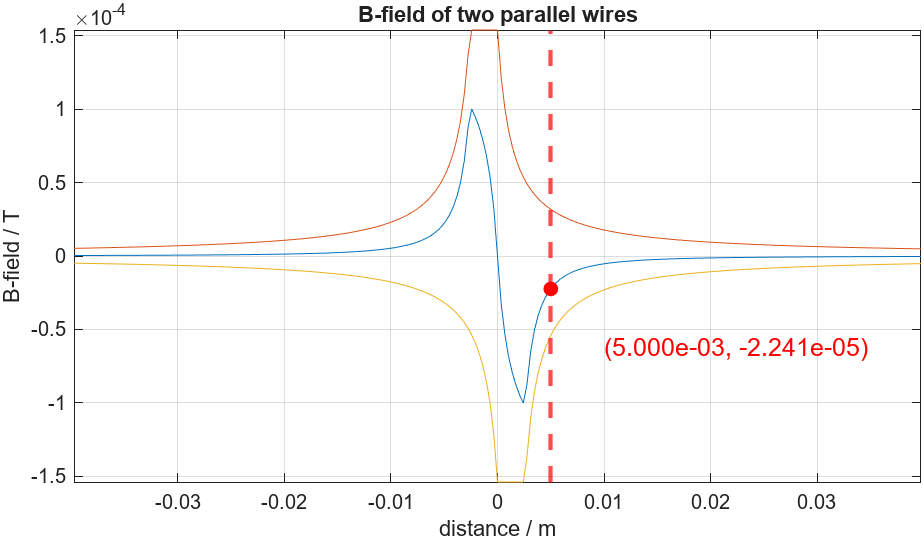 B-field of two parallel wires
×10⁻⁴
1.5
1
0.5
0
-0.5
-1
-1.5
B-field / T
(5.000e-03, -2.241e-05)
-0.03 -0.02 -0.01 0 0.01 0.02 0.03
distance / m